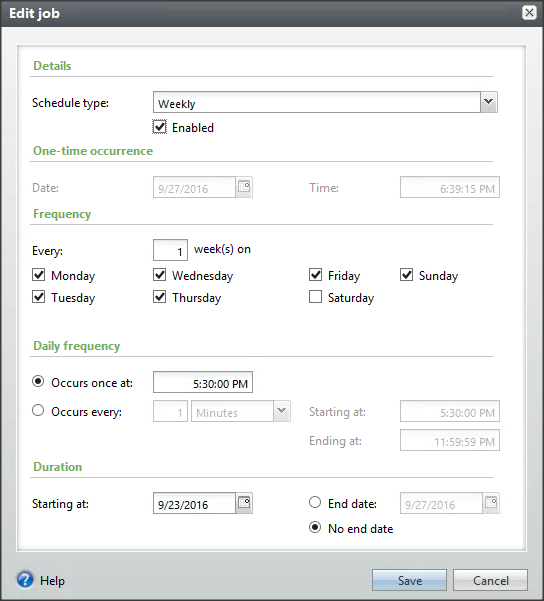 Edit job
Details
Schedule type: Weekly
Enabled
One-time occurrence
Date: 9/27/2016 Time: 6:39:15 PM
Frequency
Every: 1 week(s) on
Monday Wednesday Friday Sunday
Tuesday Thursday Saturday
Daily frequency
Occurs once at: 5:30:00 PM
Occurs every: 1 Minutes Starting at: 5:30:00 PM
Ending at: 11:59:59 PM
Duration
Starting at: 9/23/2016 End date: 9/27/2016
No end date
? Help Save Cancel